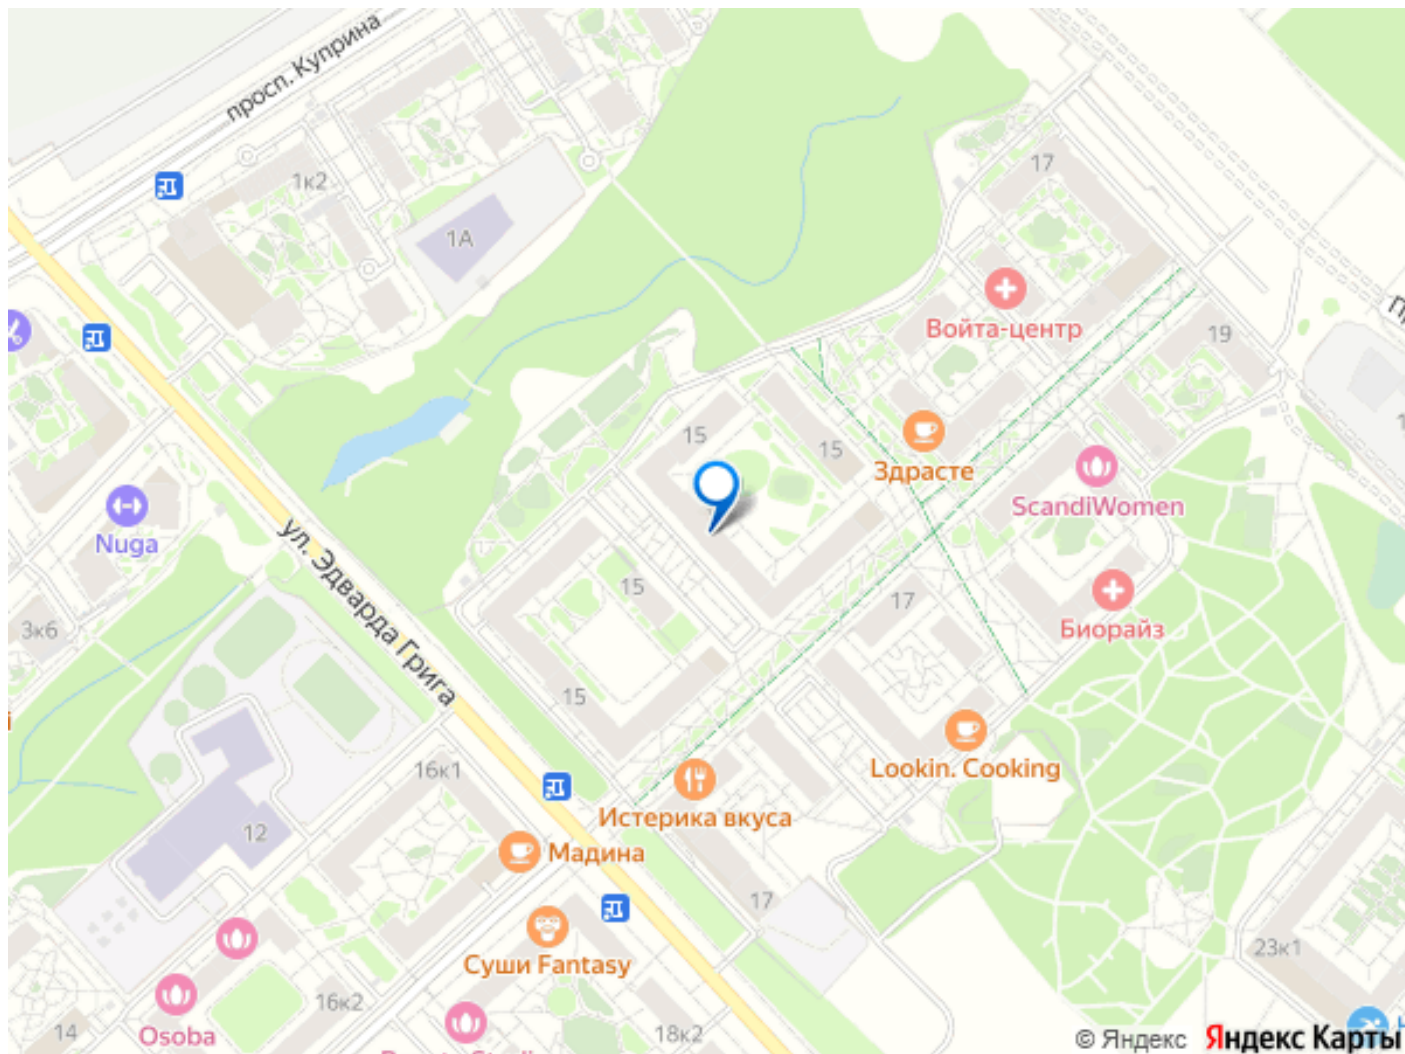 просп. Куприна
1к2
17
1А
Войта-центр
19
15
15
Здрасте
ScandiWomen
Nuga
ул. Эдварда Грига
15
17
3к6
Биорайз
15
16к1
Lookin. Cooking
Истерика вкуса
12
Мадина
17
Суши Fantasy
23к1
16к2
14
Osoba
18к2
© Яндекс Яндекс Карты